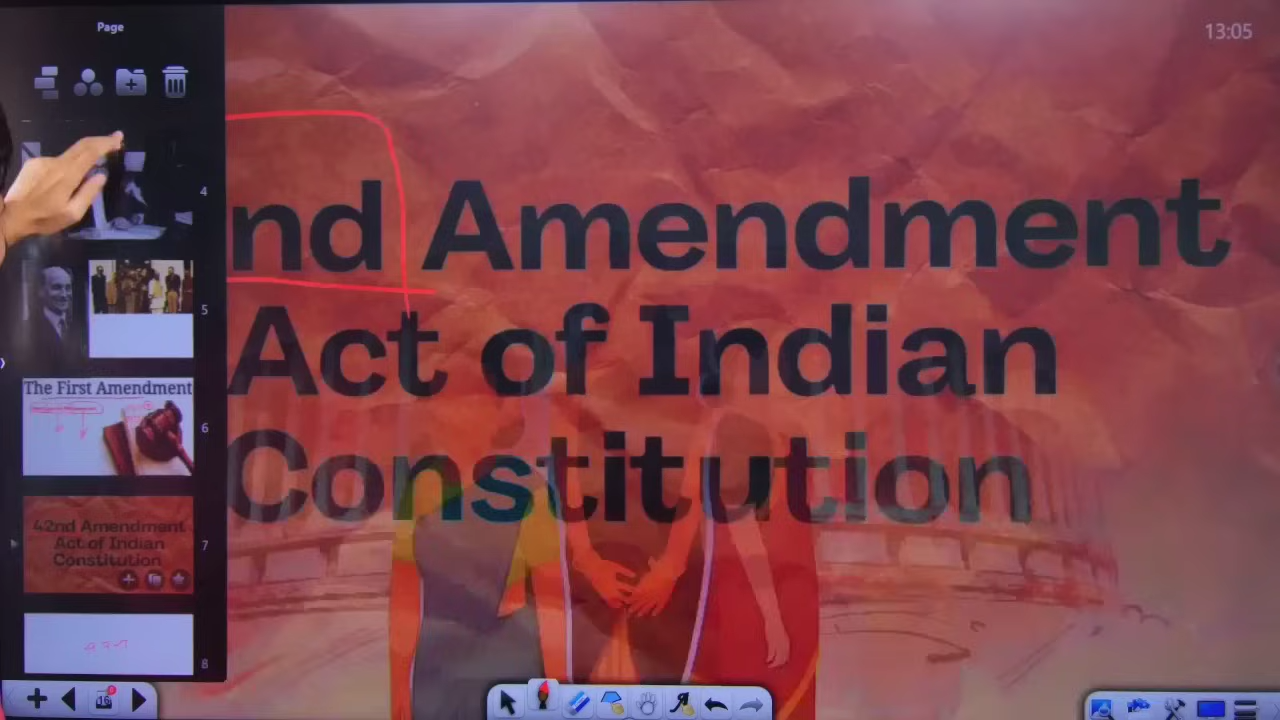 Page
13:05
4
5
The First Amendment
6
42nd Amendment
Act of Indian
Constitution
7
8
nd Amendment
Act of Indian
Constitution
16